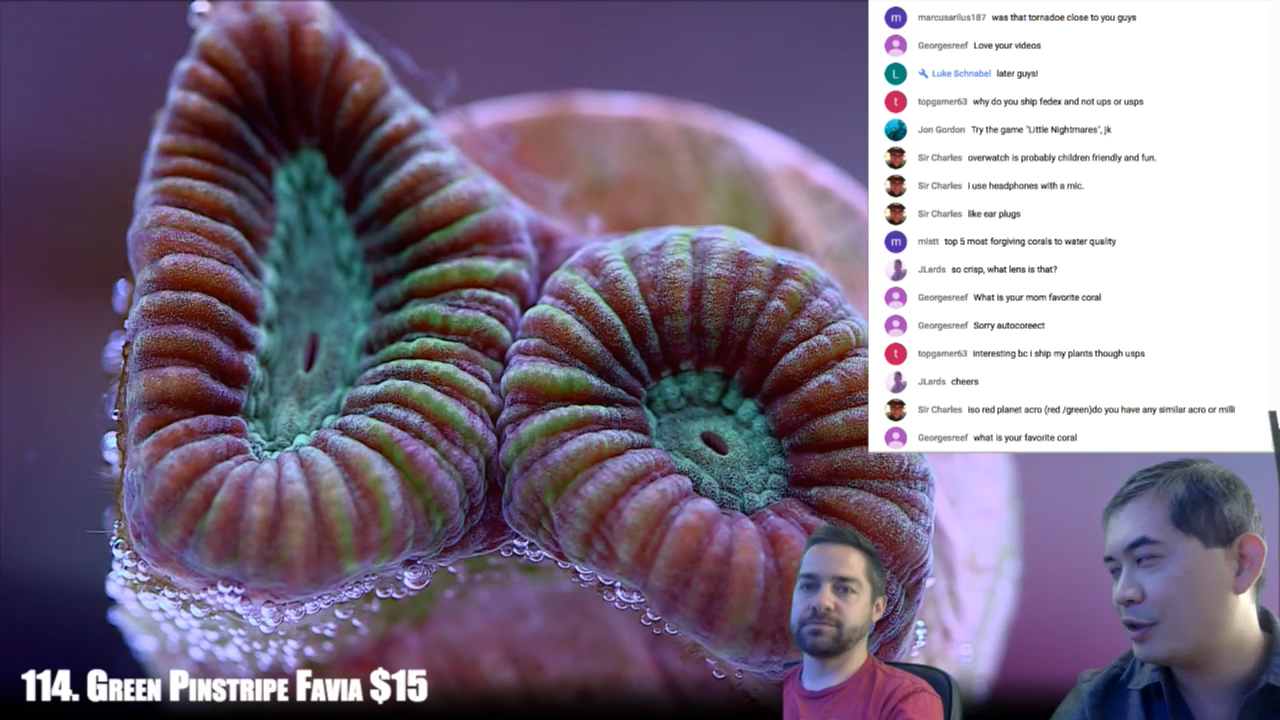 m marcusarilus187 was that tornadoe close to you guys
Georgesreef Love your videos
L Luke Schnabel later guys!
t topgamer63 why do you ship fedex and not ups or usps
Jon Gordon Try the game "Little Nightmares", jk
Sir Charles overwatch is probably children friendly and fun.
Sir Charles i use headphones with a mic.
Sir Charles like ear plugs
m mistt top 5 most forgiving corals to water quality
JLards so crisp, what lens is that?
Georgesreef What is your mom favorite coral
Georgesreef Sorry autocoreect
t topgamer63 interesting bc i ship my plants though usps
JLards cheers
Sir Charles iso red planet acro (red /green)do you have any similar acro or milli
Georgesreef what is your favorite coral
114. Green Pinstripe Favia $15